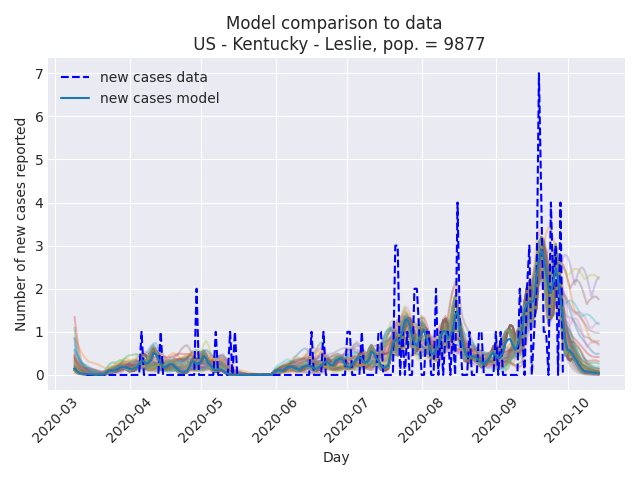 Model comparison to data
US - Kentucky - Leslie, pop. = 9877
new cases data
new cases model
Number of new cases reported
7
6
5
4
3
2
1
0
2020-03
2020-04
2020-05
2020-06
2020-07
2020-08
2020-09
2020-10
Day